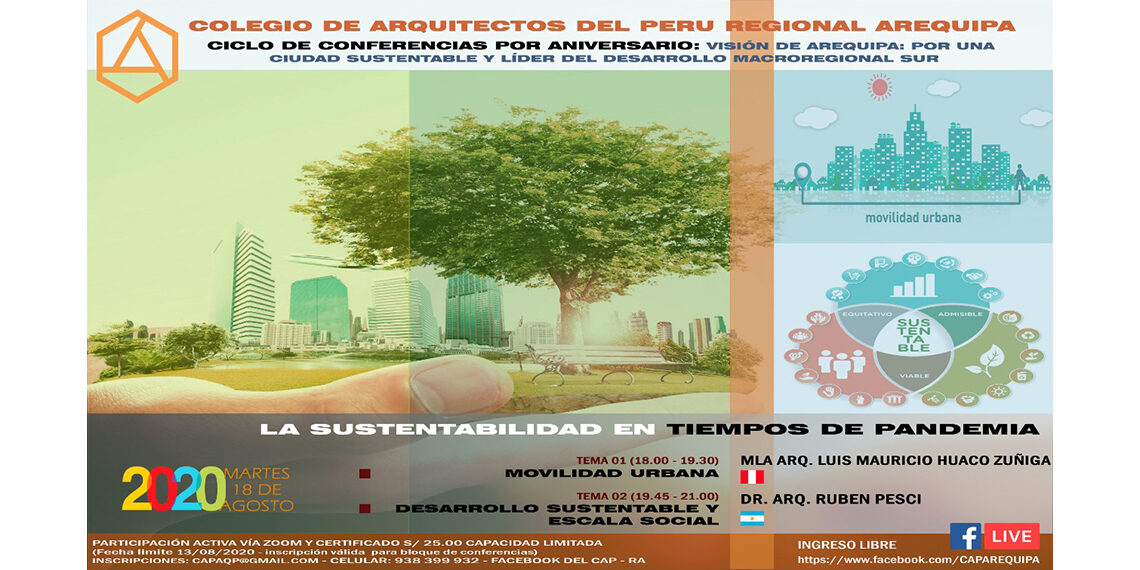 COLEGIO DE ARQUITECTOS DEL PERU REGIONAL AREQUIPA
CICLO DE CONFERENCIAS POR ANIVERSARIO: VISIÓN DE AREQUIPA: POR UNA
CIUDAD SUSTENTABLE Y LÍDER DEL DESARROLLO MACROREGIONAL SUR
movilidad urbana
EQUITATIVO
ADMISIBLE
SUS
TEN
TA
BLE
VIABLE
LA SUSTENTABILIDAD EN TIEMPOS DE PANDEMIA
2020
MARTES
18 DE
AGOSTO
TEMA 01 (18.00 - 19.30)
MOVILIDAD URBANA
MLA ARQ. LUIS MAURICIO HUACO ZUÑIGA
TEMA 02 (19.45 - 21.00)
DESARROLLO SUSTENTABLE Y
ESCALA SOCIAL
DR. ARQ. RUBEN PESCI
PARTICIPACIÓN ACTIVA VÍA ZOOM Y CERTIFICADO S/ 25.00 CAPACIDAD LIMITADA
(Fecha limite 13/08/2020 - inscripción válida para bloque de conferencias)
INSCRIPCIONES: CAPAQP@GMAIL.COM - CELULAR: 938 399 932 - FACEBOOK DEL CAP - RA
f LIVE
INGRESO LIBRE
https://www.facebook.com/CAPAREQUIPA